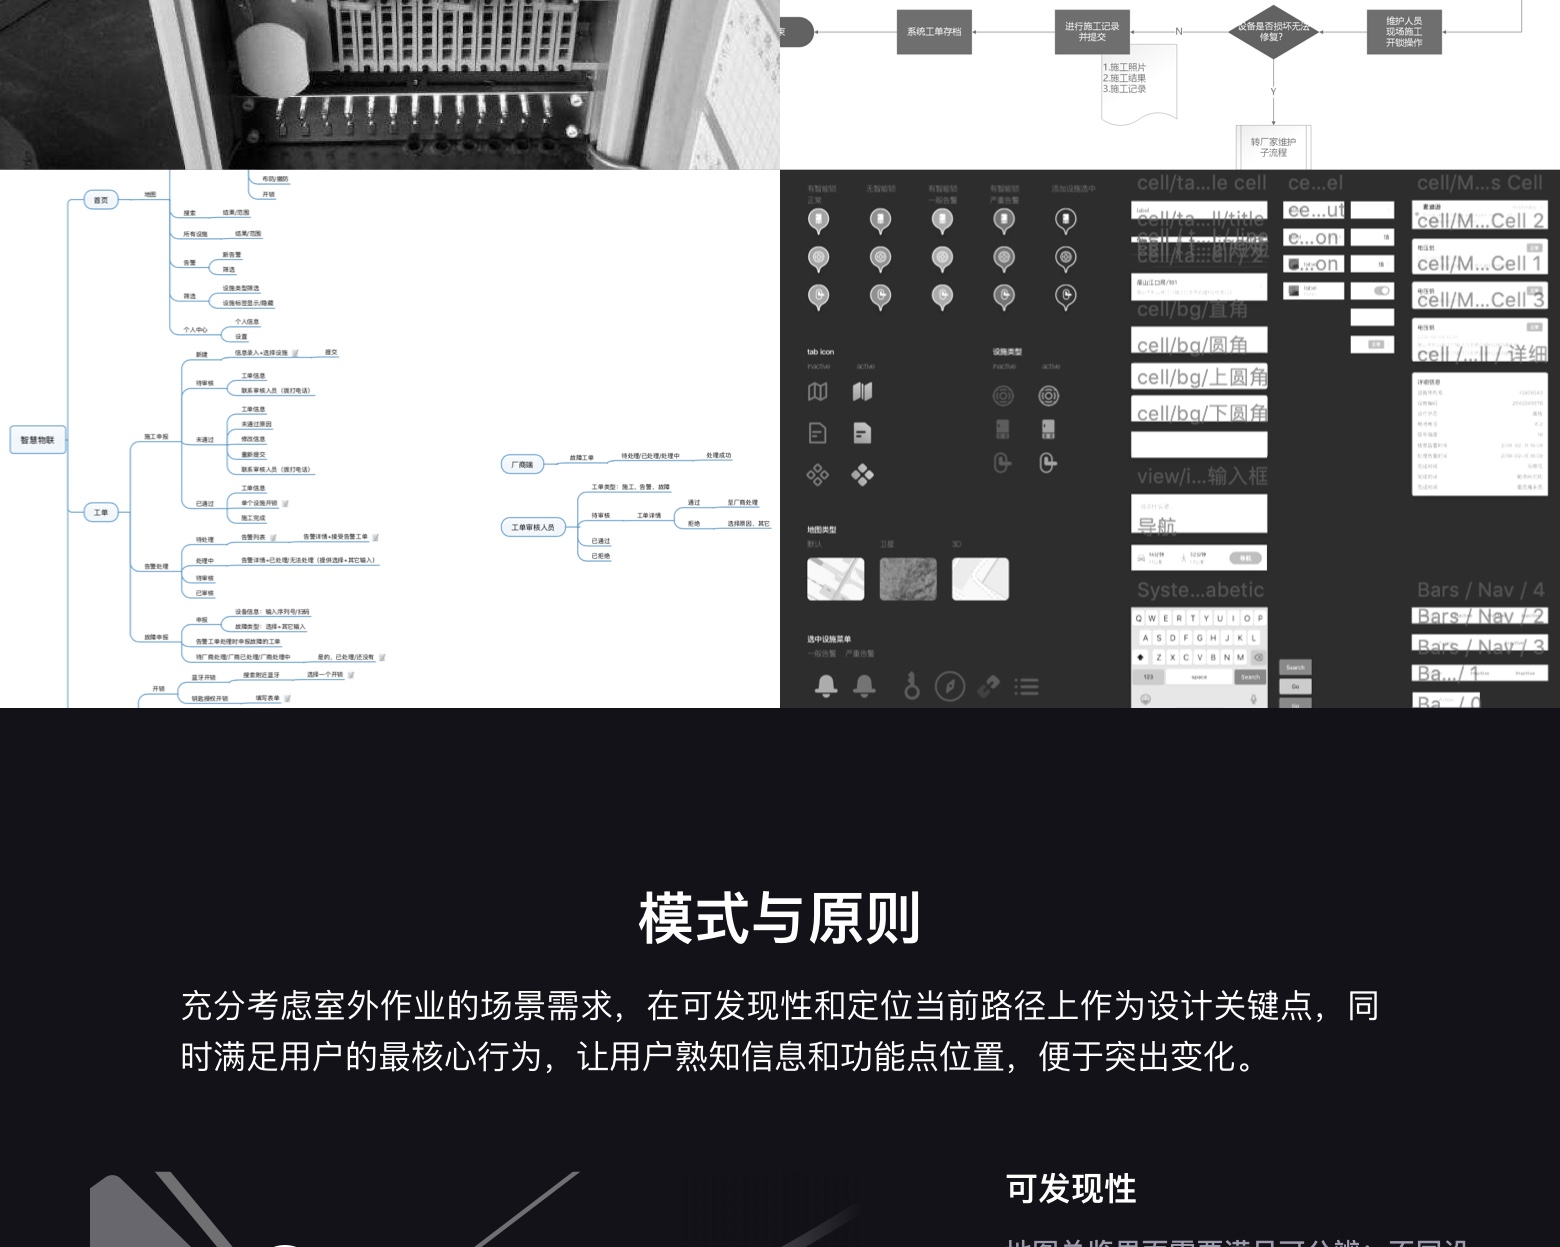 束
系统工单存档
进行施工记录
并提交
N
设备是否损坏无法
修复?
维护人员
现场施工
开锁操作
1.施工照片
2.施工结果
3.施工记录
Y
转厂家维护
子流程
智慧物联
首页
地图
布防/撤防
开锁
搜索
结果/范围
所有设施
结果/范围
告警
新告警
筛选
筛选
设施类型筛选
设施标签显示/隐藏
个人中心
个人信息
设置
工单
施工申报
新建
信息录入+选择设施
提交
待审核
工单信息
联系审核人员(拨打电话)
未通过
工单信息
未通过原因
修改信息
重新提交
联系审核人员(拨打电话)
已通过
工单信息
单个设施开锁
施工完成
告警处理
待处理
告警列表
告警详情+接受告警工单
处理中
告警详情+已处理/无法处理(提供选择+其它输入)
待审核
已审核
故障申报
申报
设备信息:输入序列号/扫码
故障类型:选择+其它输入
告警工单处理时申报故障的工单
待厂商处理/厂商已处理/厂商处理中
是的,已处理/还没有
开锁
蓝牙开锁
搜索附近蓝牙
选择一个开锁
钥匙授权开锁
填写表单
厂商端
故障工单
待处理/已处理/处理中
处理成功
工单审核人员
工单类型:施工、告警、故障
待审核
工单详情
通过
至厂商处理
拒绝
选择原因、其它
已通过
已拒绝
有智能锁
正常
无智能锁
有智能锁
一般告警
有智能锁
严重告警
添加设施选中
tab icon
inactive
active
设施类型
inactive
active
地图类型
默认
卫星
3D
选中设施菜单
一般告警
严重告警
cell/ta...le cell
label
cell/ta...ll/title
cell/bg/直角
cell/bg/圆角
cell/bg/上圆角
cell/bg/下圆角
view/i...输入框
导航
Syste...abetic
Q W E R T Y U I O P
A S D F G H J K L
Z X C V B N M
123
space
Search
ce...el
ce...ut
c...on
...on
label
Search
Go
Go
cell/M...s Cell
cell/M...Cell 2
电压低
cell/M...Cell 1
电压低
cell/M...Cell 3
电压低
cell /...ll / 详细
详细信息
Bars / Nav / 4
Bars / Nav / 2
Bars / Nav / 3
Ba.../ 1
Ba.../ 0
模式与原则
充分考虑室外作业的场景需求，在可发现性和定位当前路径上作为设计关键点，同
时满足用户的最核心行为，让用户熟知信息和功能点位置，便于突出变化。
可发现性